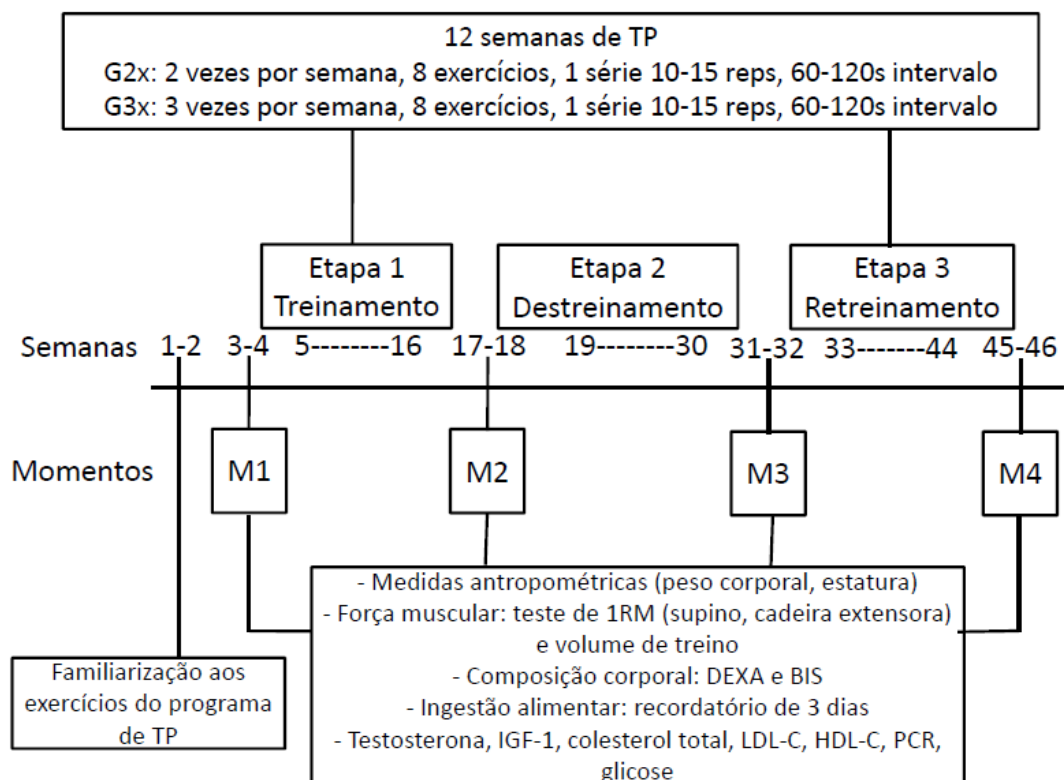 12 semanas de TP
G2x: 2 vezes por semana, 8 exercícios, 1 série 10-15 reps, 60-120s intervalo
G3x: 3 vezes por semana, 8 exercícios, 1 série 10-15 reps, 60-120s intervalo
Etapa 1
Treinamento
Etapa 2
Destreinamento
Etapa 3
Retreinamento
Semanas 1-2 3-4 5--------16 17-18 19--------30 31-32 33-------44 45-46
Momentos M1 M2 M3 M4
- Medidas antropométricas (peso corporal, estatura)
- Força muscular: teste de 1RM (supino, cadeira extensora)
e volume de treino
- Composição corporal: DEXA e BIS
- Ingestão alimentar: recordatório de 3 dias
- Testosterona, IGF-1, colesterol total, LDL-C, HDL-C, PCR,
glicose
Familiarização aos
exercícios do programa
de TP